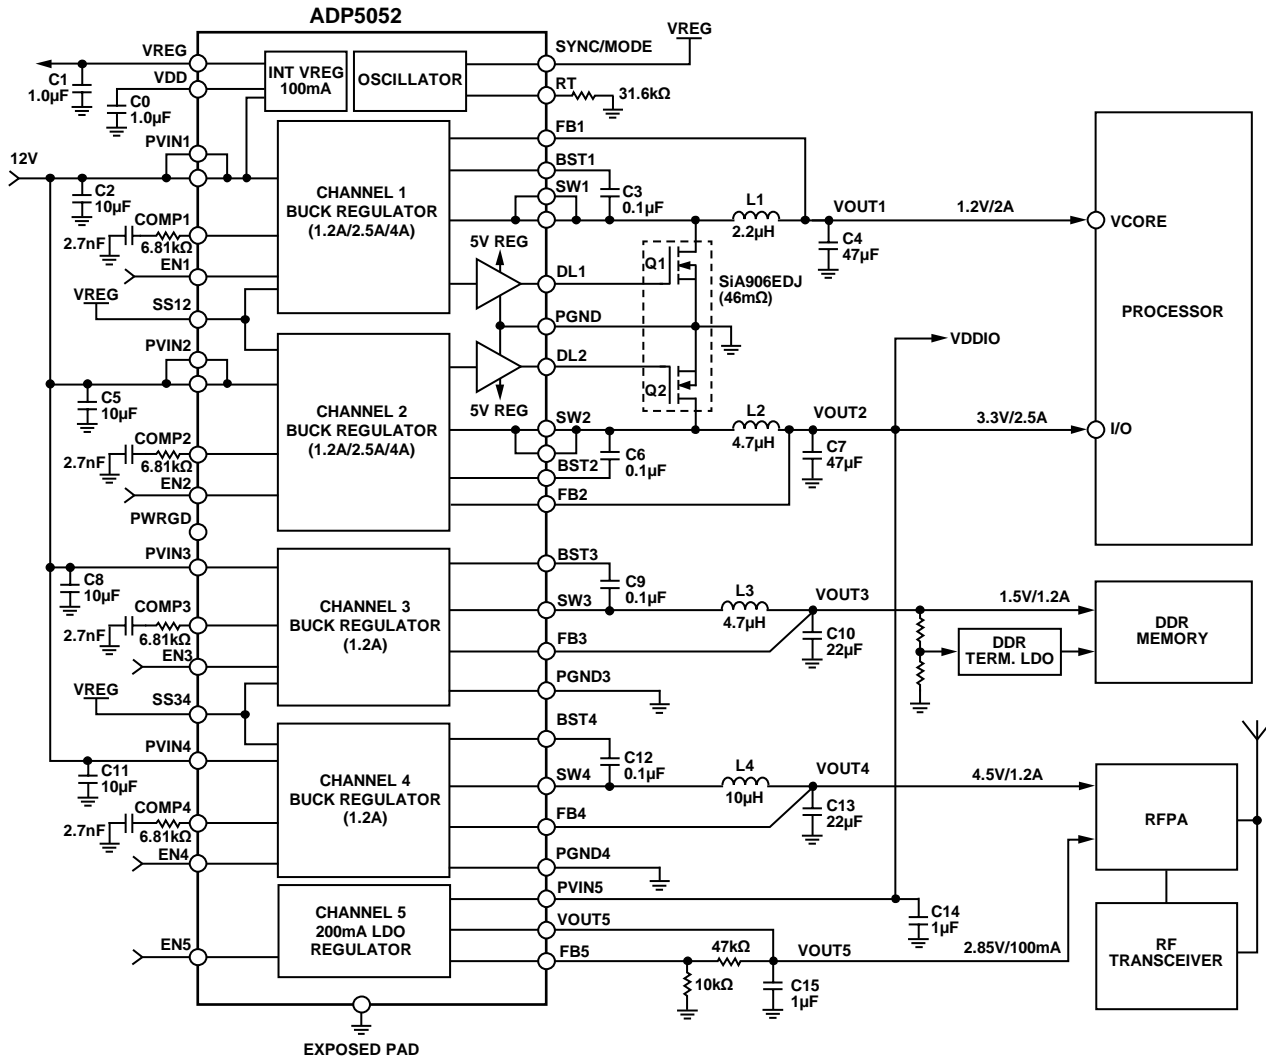 ADP5052
VREG
VDD
C1
1.0µF
C0
1.0µF
INT VREG
100mA
OSCILLATOR
SYNC/MODE
VREG
RT
31.6kΩ
12V
PVIN1
C2
10µF
COMP1
2.7nF
6.81kΩ
EN1
CHANNEL 1
BUCK REGULATOR
(1.2A/2.5A/4A)
FB1
BST1
C3
0.1µF
SW1
L1
2.2µH
VOUT1
C4
47µF
1.2V/2A
VCORE
PROCESSOR
5V REG
DL1
Q1
SiA906EDJ
(46mΩ)
VREG
SS12
PGND
PVIN2
C5
10µF
COMP2
2.7nF
6.81kΩ
EN2
CHANNEL 2
BUCK REGULATOR
(1.2A/2.5A/4A)
DL2
5V REG
Q2
VDDIO
SW2
L2
4.7µH
VOUT2
C7
47µF
3.3V/2.5A
I/O
C6
0.1µF
BST2
FB2
PWRGD
PVIN3
C8
10µF
COMP3
2.7nF
6.81kΩ
EN3
CHANNEL 3
BUCK REGULATOR
(1.2A)
BST3
C9
0.1µF
SW3
L3
4.7µH
VOUT3
C10
22µF
1.5V/1.2A
DDR
TERM. LDO
DDR
MEMORY
FB3
PGND3
VREG
SS34
PVIN4
C11
10µF
COMP4
2.7nF
6.81kΩ
EN4
CHANNEL 4
BUCK REGULATOR
(1.2A)
BST4
C12
0.1µF
SW4
L4
10µH
VOUT4
C13
22µF
4.5V/1.2A
RFPA
FB4
PGND4
EN5
CHANNEL 5
200mA LDO
REGULATOR
PVIN5
C14
1µF
VOUT5
FB5
47kΩ
10kΩ
VOUT5
C15
1µF
2.85V/100mA
RF
TRANSCEIVER
EXPOSED PAD